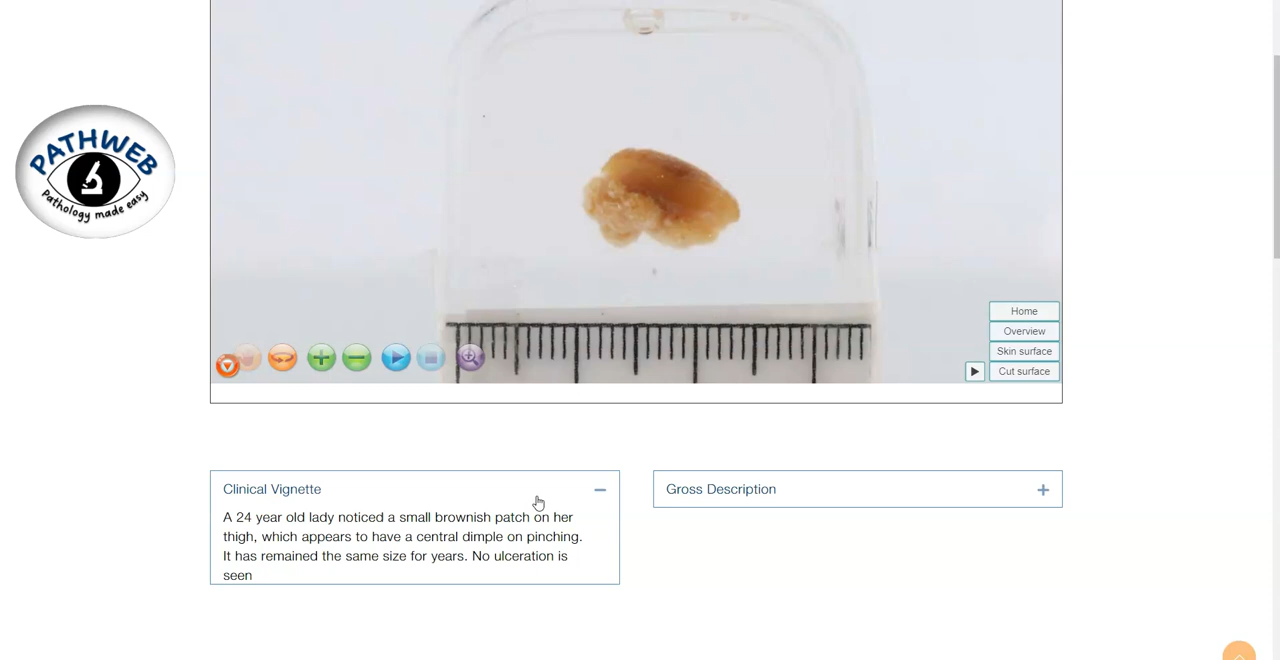 PATHWEB
Pathology made easy
Home
Overview
Skin surface
Cut surface
Clinical Vignette
Gross Description
A 24 year old lady noticed a small brownish patch on her
thigh, which appears to have a central dimple on pinching.
It has remained the same size for years. No ulceration is
seen